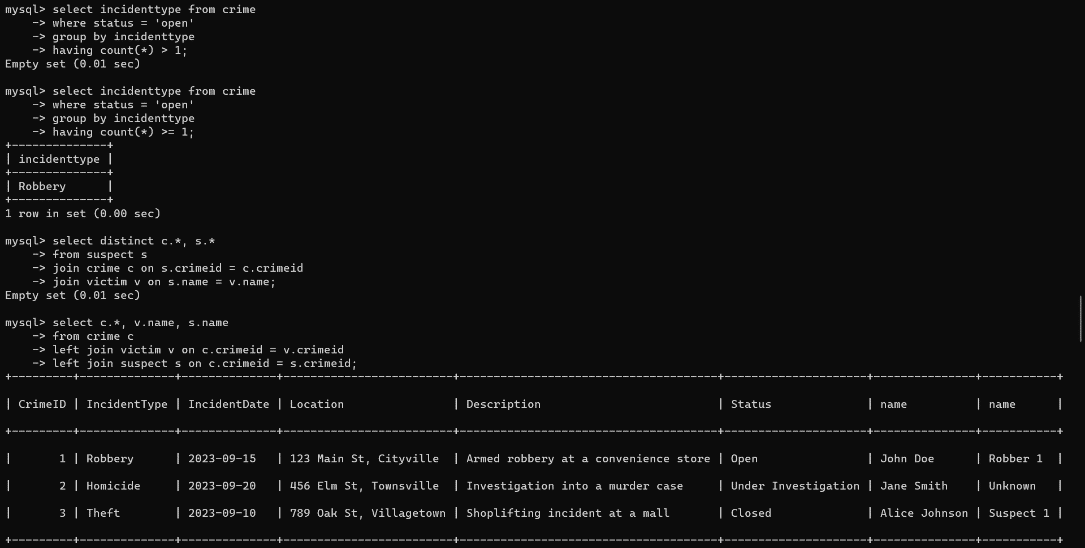 mysql> select incidenttype from crime
    -> where status = 'open'
    -> group by incidenttype
    -> having count(*) > 1;
Empty set (0.01 sec)

mysql> select incidenttype from crime
    -> where status = 'open'
    -> group by incidenttype
    -> having count(*) >= 1;
+--------------+
| incidenttype |
+--------------+
| Robbery      |
+--------------+
1 row in set (0.00 sec)

mysql> select distinct c.*, s.*
    -> from suspect s
    -> join crime c on s.crimeid = c.crimeid
    -> join victim v on s.name = v.name;
Empty set (0.01 sec)

mysql> select c.*, v.name, s.name
    -> from crime c
    -> left join victim v on c.crimeid = v.crimeid
    -> left join suspect s on c.crimeid = s.crimeid;
+---------+--------------+--------------+-------------------------+--------------------------------------+---------------------+---------------+-----------+
| CrimeID | IncidentType | IncidentDate | Location                | Description                          | Status              | name          | name      |
+---------+--------------+--------------+-------------------------+--------------------------------------+---------------------+---------------+-----------+
|       1 | Robbery      | 2023-09-15   | 123 Main St, Cityville  | Armed robbery at a convenience store | Open                | John Doe      | Robber 1  |
|       2 | Homicide     | 2023-09-20   | 456 Elm St, Townsville  | Investigation into a murder case     | Under Investigation | Jane Smith    | Unknown   |
|       3 | Theft        | 2023-09-10   | 789 Oak St, Villagetown | Shoplifting incident at a mall       | Closed              | Alice Johnson | Suspect 1 |
+---------+--------------+--------------+-------------------------+--------------------------------------+---------------------+---------------+-----------+